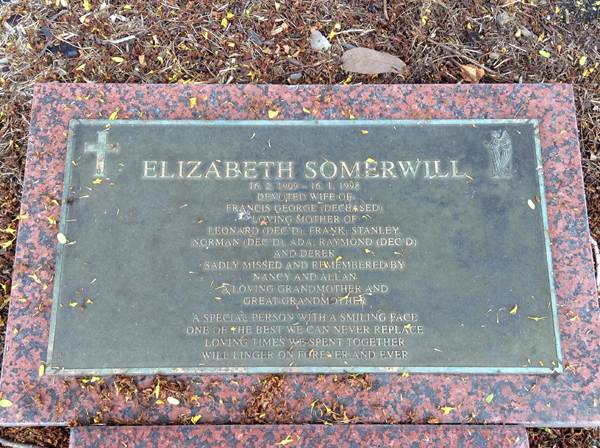 ELIZABETH SOMERWILL
16. 2. 1909 – 16. 1. 1998
DEVOTED WIFE OF
FRANCIS GEORGE (DECEASED)
LOVING MOTHER OF
LEONARD (DEC'D), FRANK, STANLEY,
NORMAN (DEC'D), ADA, RAYMOND (DEC'D)
AND DEREK
SADLY MISSED AND REMEMBERED BY
NANCY AND ALLAN
LOVING GRANDMOTHER AND
GREAT GRANDMOTHER
A SPECIAL PERSON WITH A SMILING FACE
ONE OF THE BEST WE CAN NEVER REPLACE
LOVING TIMES WE SPENT TOGETHER
WILL LINGER ON FOREVER AND EVER